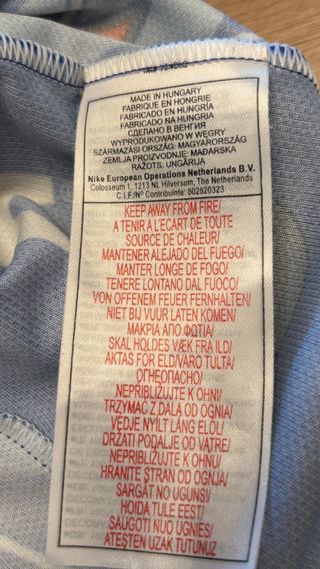 MADE IN HUNGARY
FABRIQUE EN HONGRIE
FABRICADO EN HUNGRÍA
FABRICADO NA HUNGRIA
СДЕЛАНО В ВЕНГРИЯ
WYPRODUKOWANO W WĘGRY
SZÁRMAZÁSI ORSZÁG: MAGYARORSZÁG
ZEMLJA PROIZVODNJE: MAĐARSKA
RAŽOTS. UNGĀRIJA
Nike European Operations Netherlands B.V.
Colosseum 1, 1213 NL Hilversum, The Netherlands
C.I.F/Nº Contribuinte: 802820323
KEEP AWAY FROM FIRE/
A TENIR A L'ECART DE TOUTE
SOURCE DE CHALEUR/
MANTENER ALEJADO DEL FUEGO/
MANTER LONGE DE FOGO/
TENERE LONTANO DAL FUOCO/
VON OFFENEM FEUER FERNHALTEN/
NIET BIJ VUUR LATEN KOMEN/
ΜΑΚΡΙΑ ΑΠΟ ΦΩΤΙΑ/
SKAL HOLDES VÆK FRA ILD/
AKTAS FÖR ELD/VARO TULTA/
ОГНЕОПАСНО/
NEPRIBLIŽUJTE K OHNI/
TRZYMAĆ Z DALA OD OGNIA/
VÉDJE NYÍLT LÁNG ELŐL/
DRŽATI PODALJE OD VATRE/
NEPŘIBLIŽUJTE K OHNU/
HRANITE STRAN OD OGNJA/
SARGĀT NO UGUNS/
HOIDA TULE EEST/
SAUGOTI NUO UGNIES/
ATEŞTEN UZAK TUTUNUZ